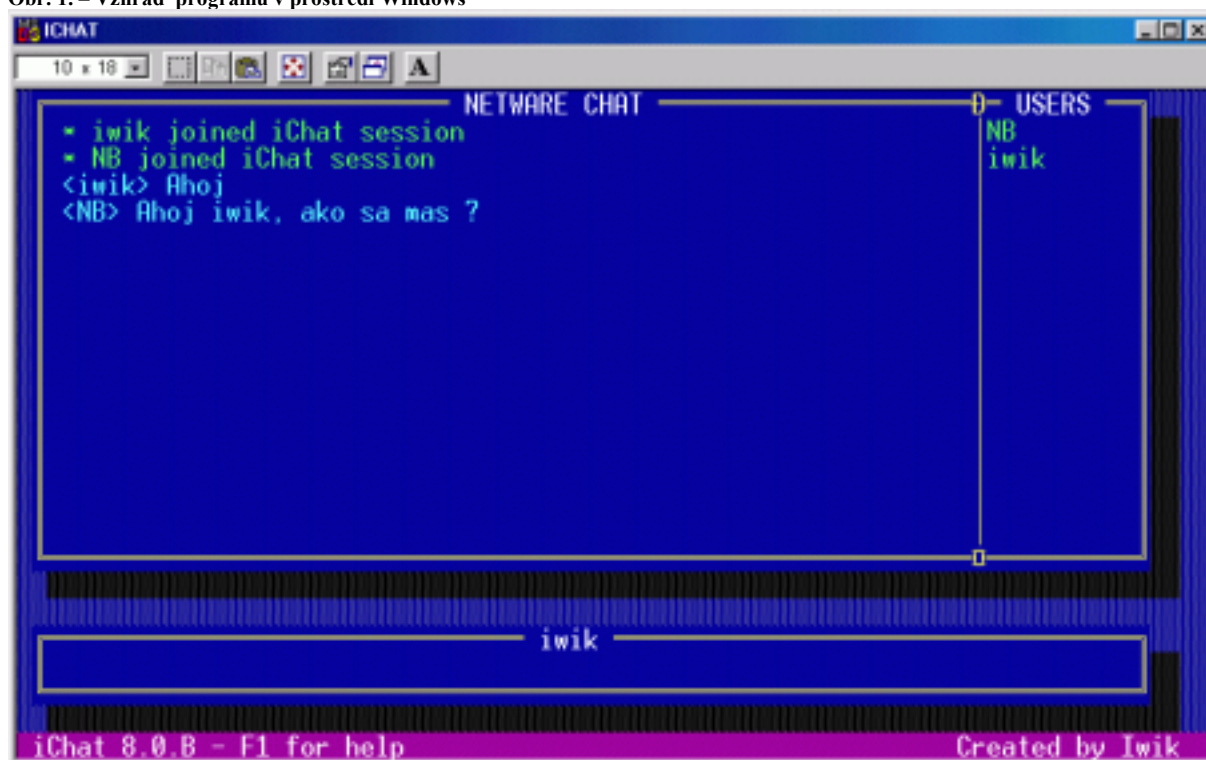 Obr. 1. – Vzhľad programu v prostredí Windows
ICHAT
10 x 18
A
NETWARE CHAT
USERS
* iwik joined iChat session
NB
* NB joined iChat session
iwik
<iwik> Ahoj
<NB> Ahoj iwik, ako sa mas ?
iwik
iChat 8.0.B - F1 for help
Created by Iwik